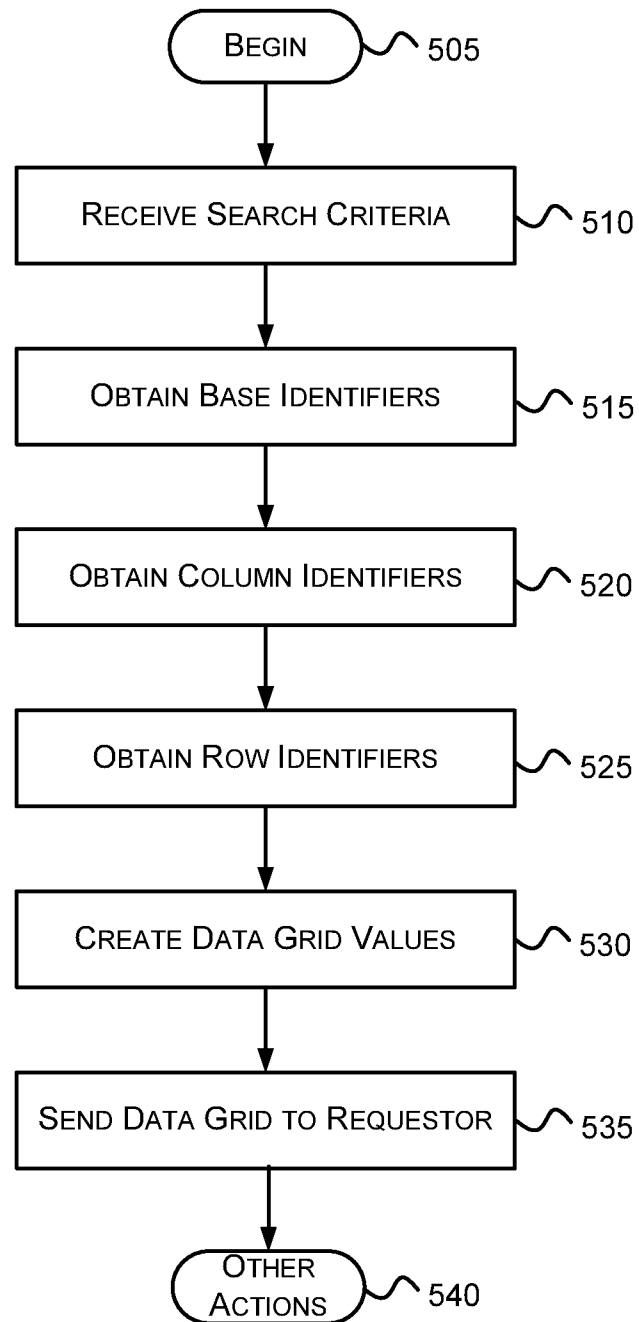 BEGIN
505
RECEIVE SEARCH CRITERIA
510
OBTAIN BASE IDENTIFIERS
515
OBTAIN COLUMN IDENTIFIERS
520
OBTAIN ROW IDENTIFIERS
525
CREATE DATA GRID VALUES
530
SEND DATA GRID TO REQUESTOR
535
OTHER
ACTIONS
540